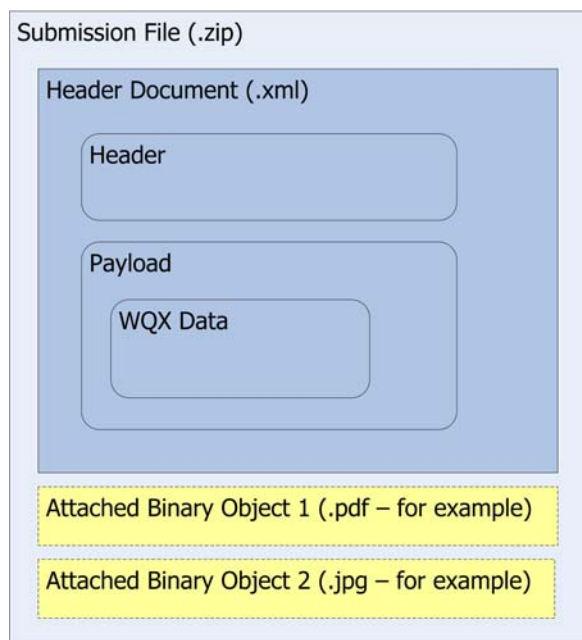 Submission File (.zip)
Header Document (.xml)
Header
Payload
WQX Data
Attached Binary Object 1 (.pdf – for example)
Attached Binary Object 2 (.jpg – for example)